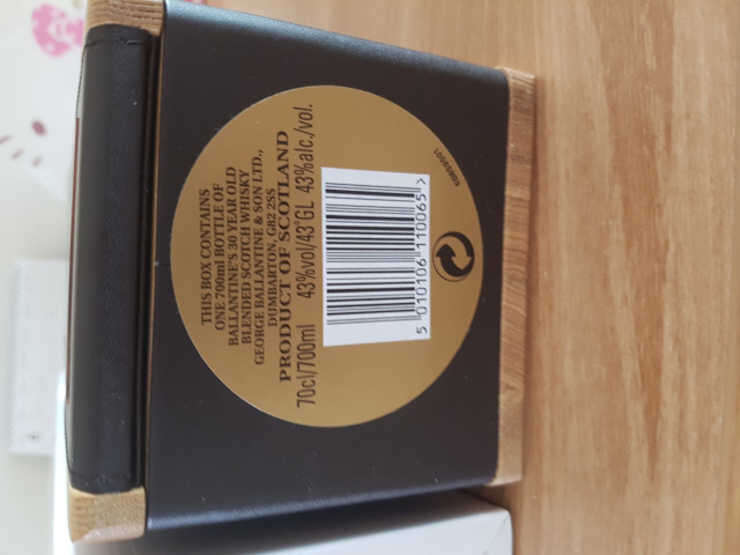 THIS BOX CONTAINS
ONE 700ml BOTTLE OF
BALLANTINE'S 30 YEAR OLD
BLENDED SCOTCH WHISKY
GEORGE BALLANTINE & SON LTD.,
DUMBARTON, G82 2SS
PRODUCT OF SCOTLAND
70cl/700ml 43%vol/43°GL 43%alc./vol.
5 010106 110065 >